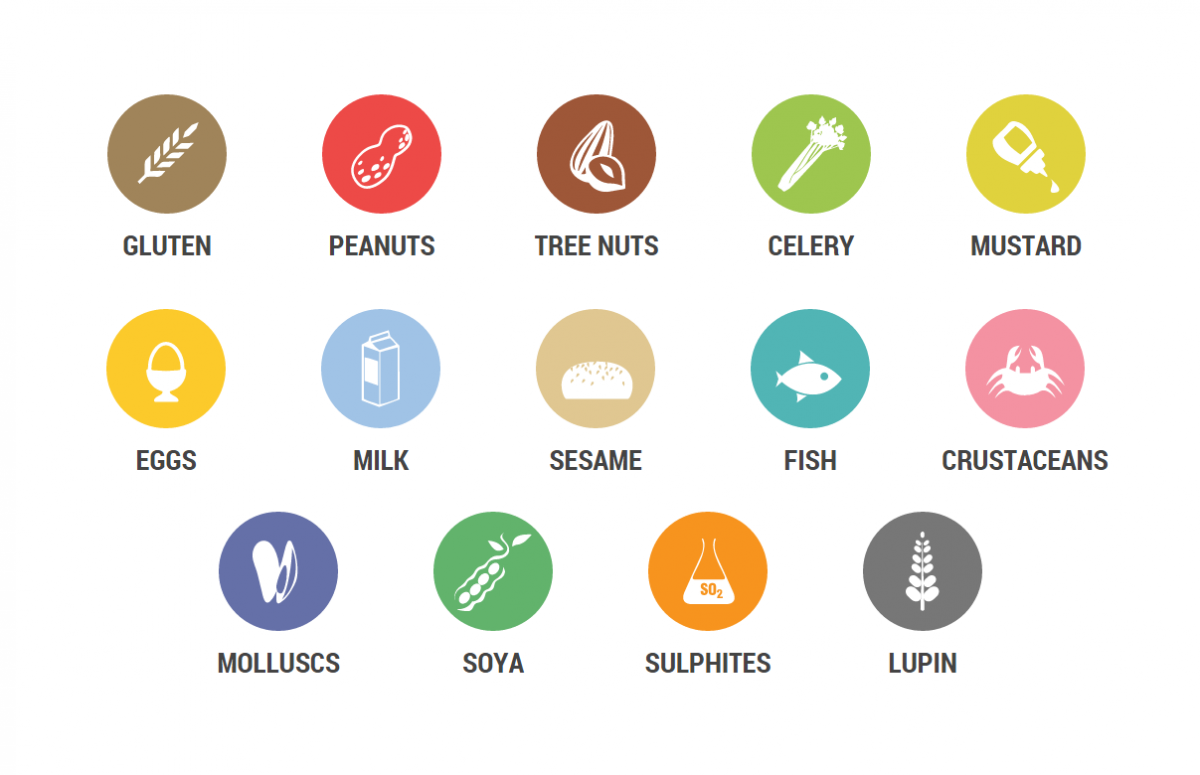 GLUTEN
PEANUTS
TREE NUTS
CELERY
MUSTARD
EGGS
MILK
SESAME
FISH
CRUSTACEANS
SO₂
MOLLUSCS
SOYA
SULPHITES
LUPIN